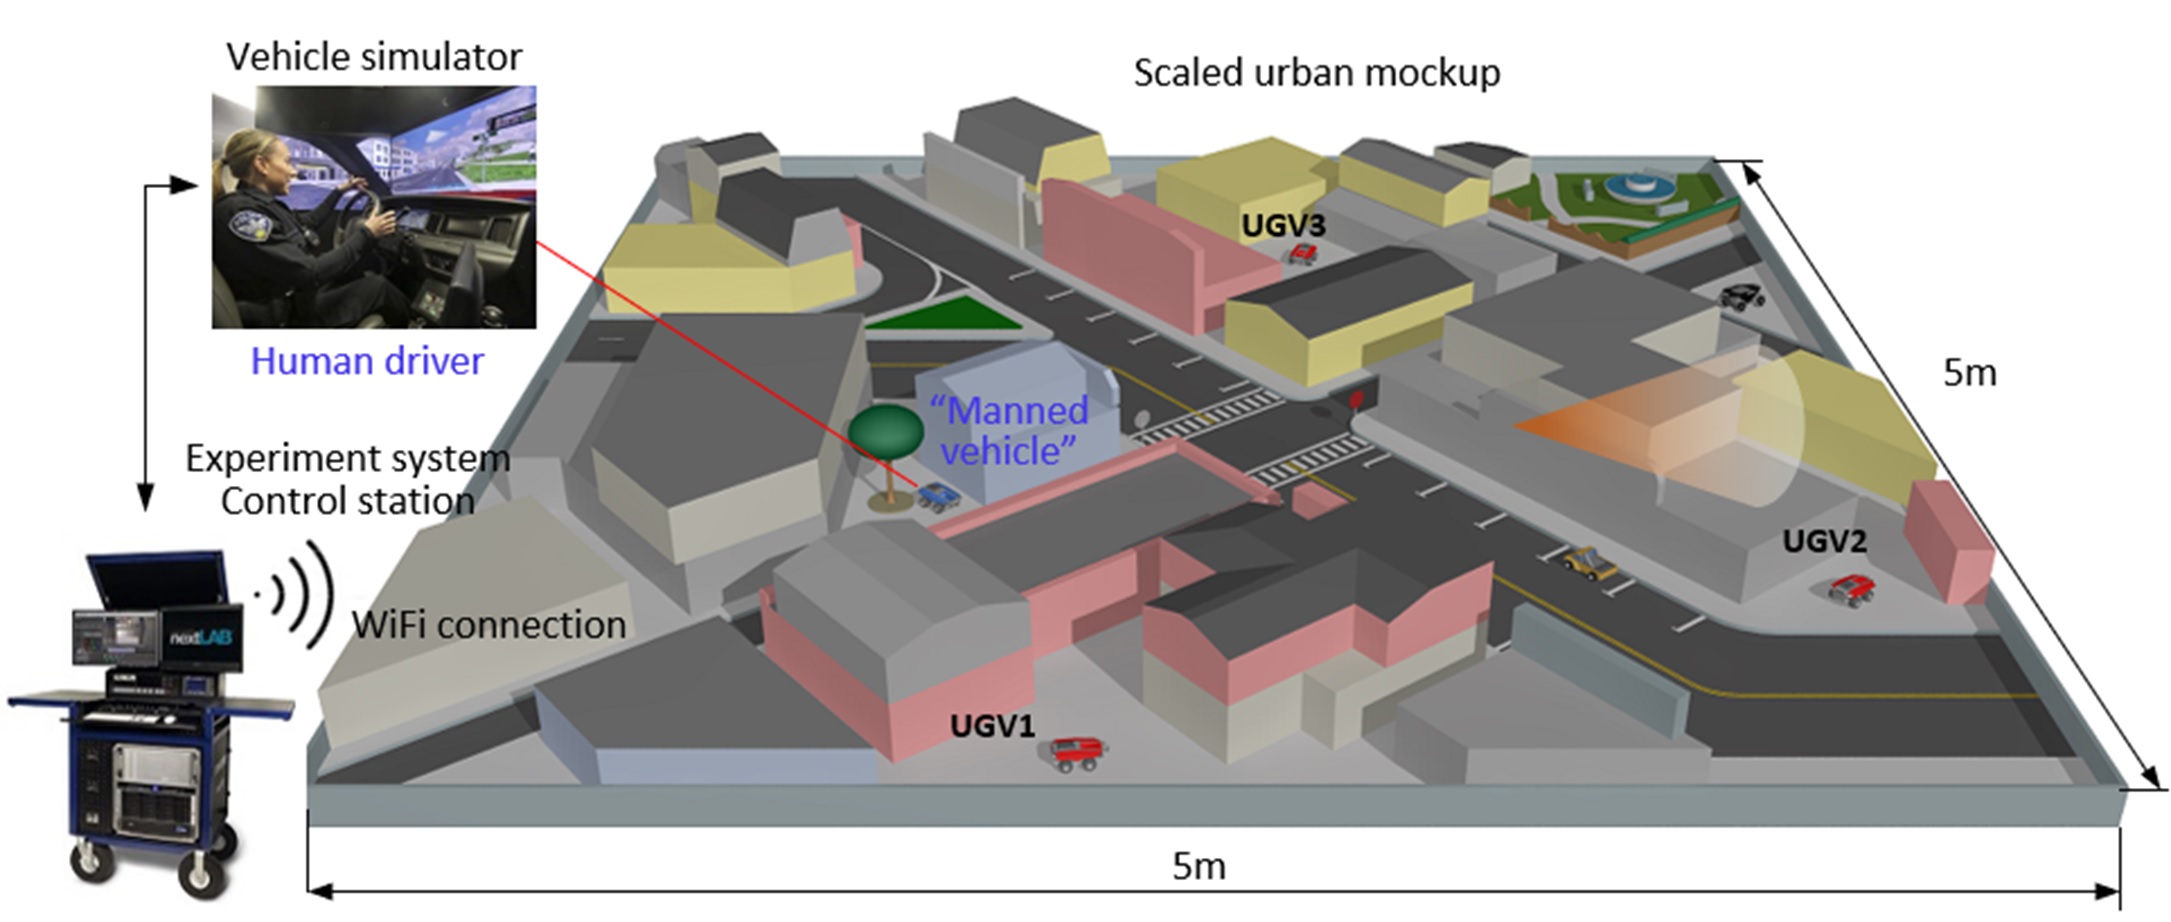 Vehicle simulator
Scaled urban mockup
UGV3
Human driver
5m
“Manned
vehicle”
Experiment system
Control station
UGV2
WiFi connection
nextLAB
UGV1
5m